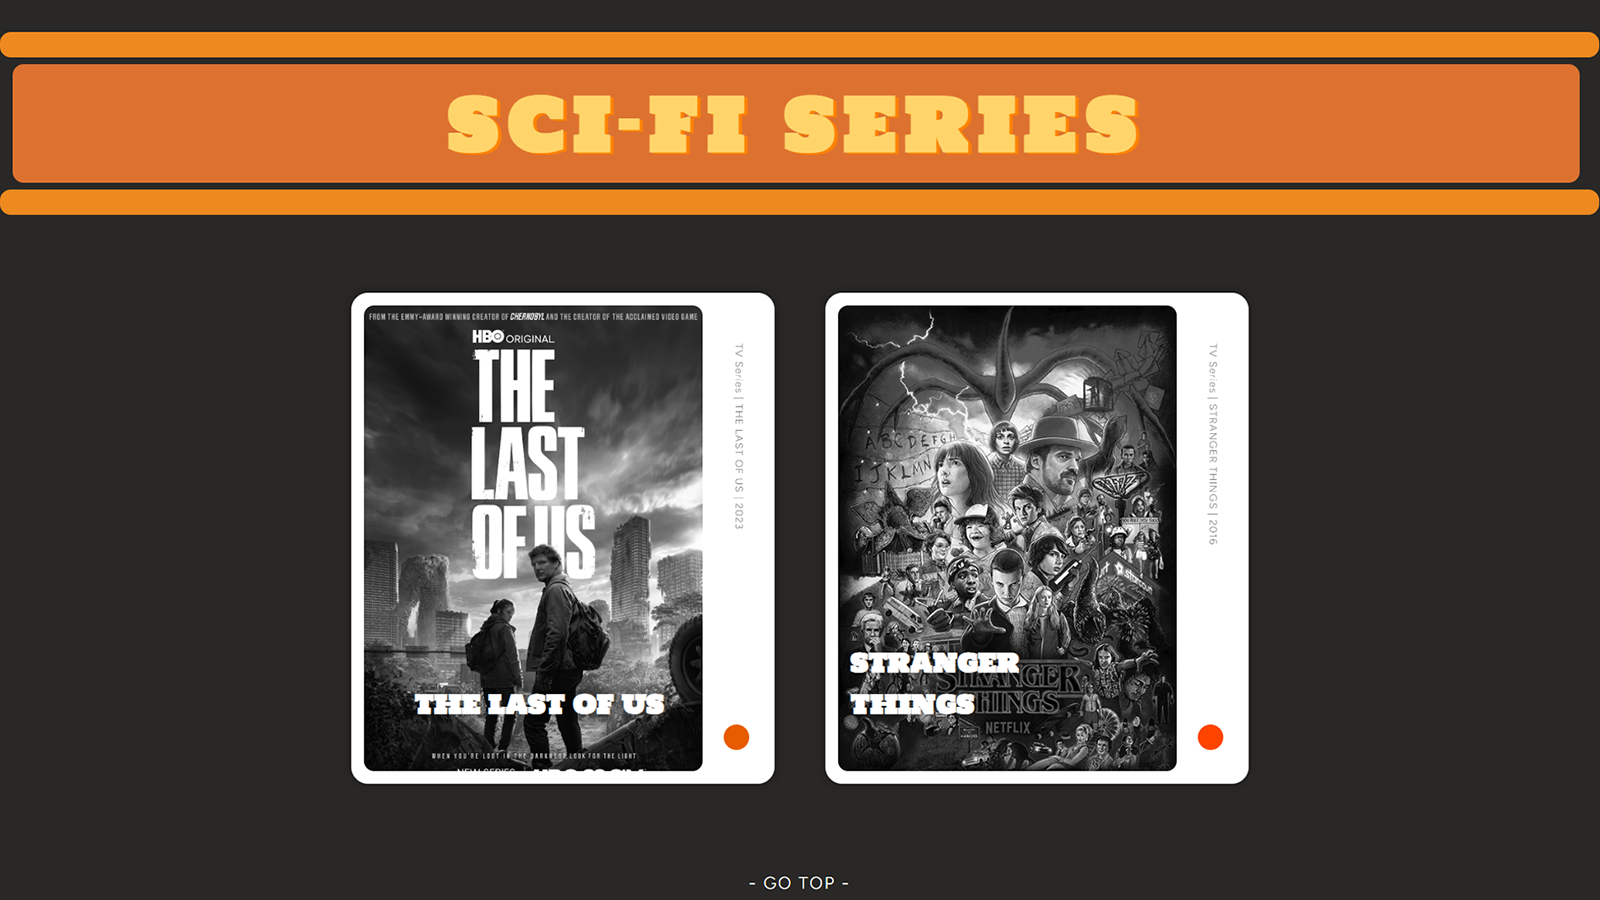 SCI-FI SERIES
FROM THE EMMY-AWARD WINNING CREATOR OF CHERNOBYL AND THE CREATOR OF THE ACCLAIMED VIDEO GAME
HBO ORIGINAL
THE
LAST
OF US
THE LAST OF US
WHEN YOU'RE LOST IN THE DARKNESS LOOK FOR THE LIGHT
TV Series | THE LAST OF US | 2023
A B C D E F G H
I J K L M N
STRANGER
THINGS
STRANGER
THINGS
NETFLIX
TV Series | STRANGER THINGS | 2016
- GO TOP -